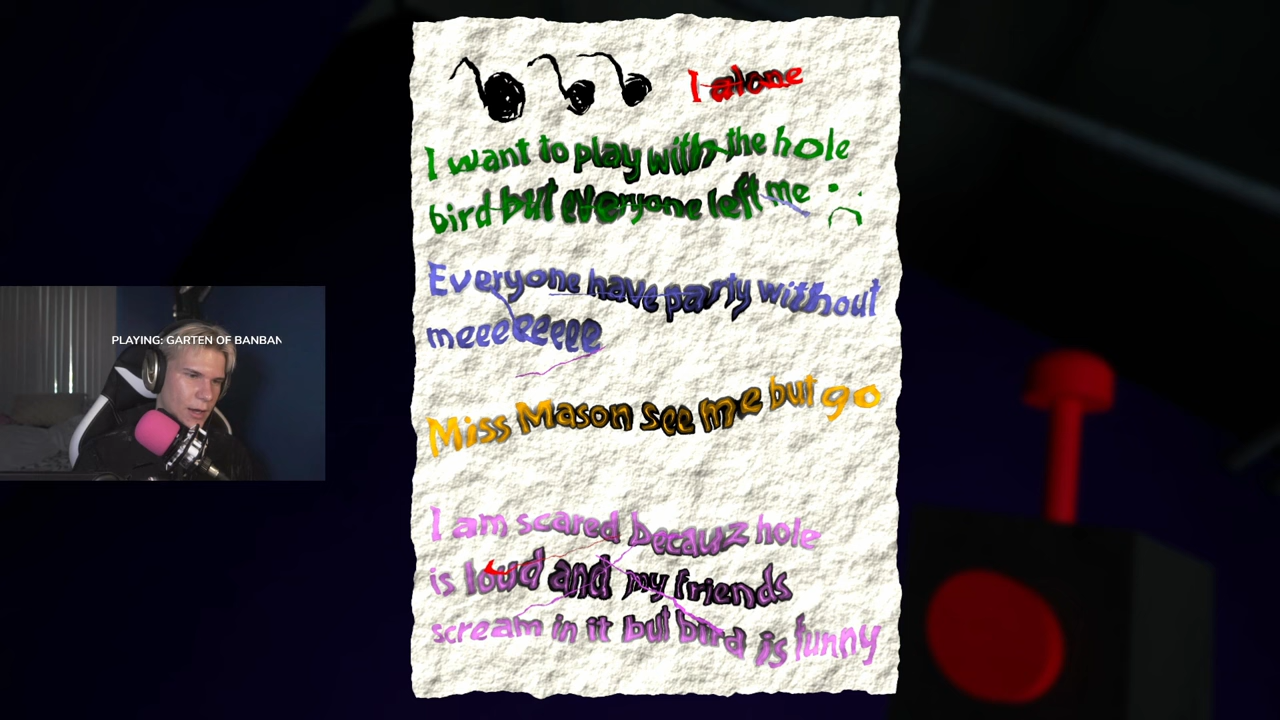 I alone
I want to play with the hole
bird but everyone left me
Everyone have party without
meeeeeeee
Miss Mason see me but go
I am scared becauz hole
is loud and my friends
scream in it but bird is funny
PLAYING: GARTEN OF BANBAN